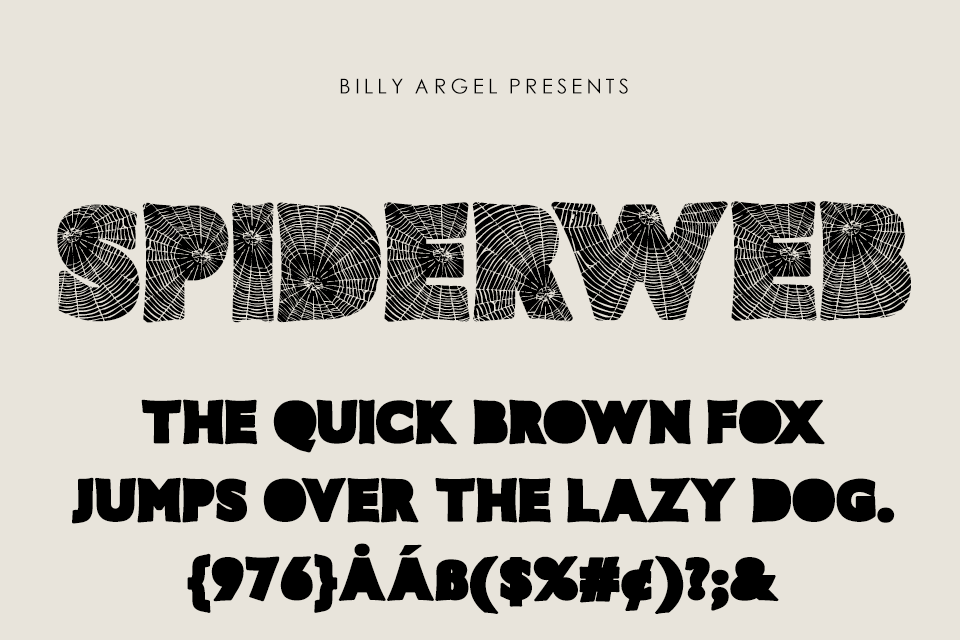 BILLY ARGEL PRESENTS
SPIDERWEB
THE QUICK BROWN FOX
JUMPS OVER THE LAZY DOG.
{976}ÅÁß($%#¢)?;&